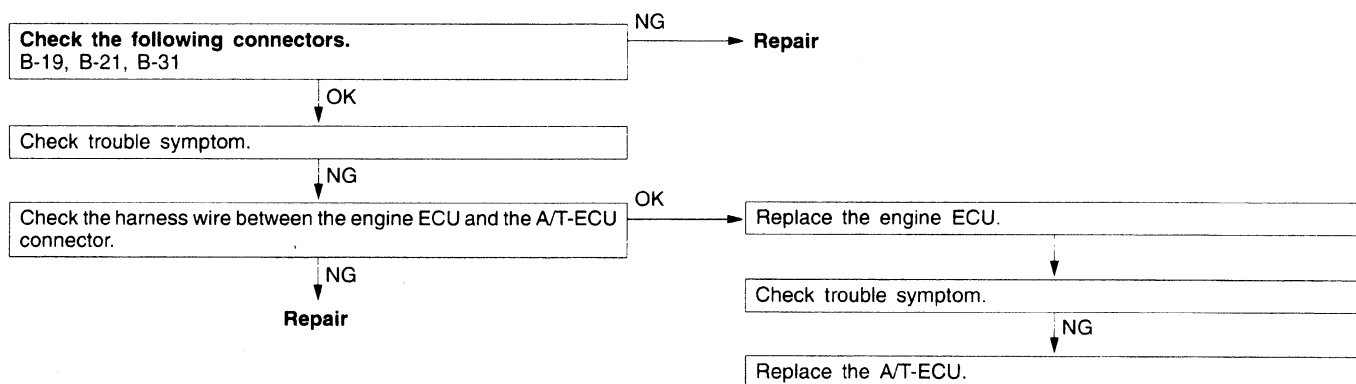 Check the following connectors.
B-19, B-21, B-31
NG
Repair
OK
Check trouble symptom.
NG
Check the harness wire between the engine ECU and the A/T-ECU
connector.
OK
Replace the engine ECU.
NG
Repair
Check trouble symptom.
NG
Replace the A/T-ECU.